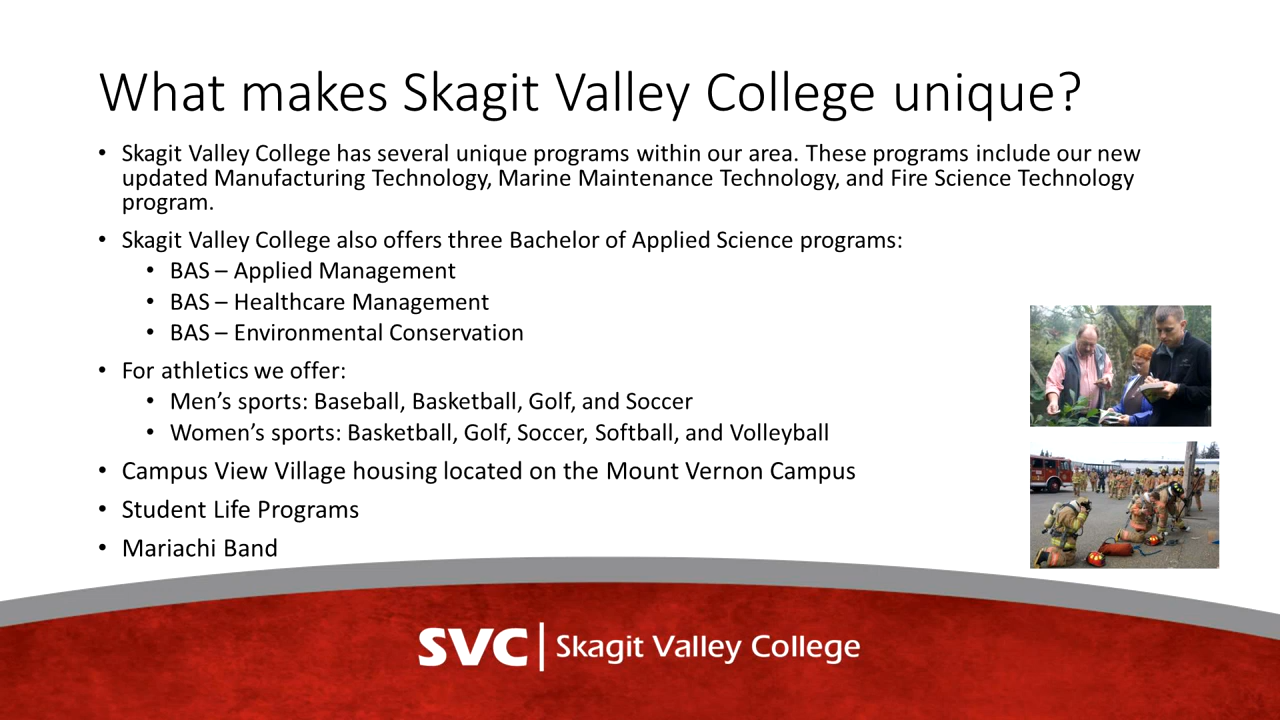 What makes Skagit Valley College unique?
• Skagit Valley College has several unique programs within our area. These programs include our new
updated Manufacturing Technology, Marine Maintenance Technology, and Fire Science Technology
program.
• Skagit Valley College also offers three Bachelor of Applied Science programs:
• BAS – Applied Management
• BAS – Healthcare Management
• BAS – Environmental Conservation
• For athletics we offer:
• Men’s sports: Baseball, Basketball, Golf, and Soccer
• Women’s sports: Basketball, Golf, Soccer, Softball, and Volleyball
• Campus View Village housing located on the Mount Vernon Campus
• Student Life Programs
• Mariachi Band
SVC | Skagit Valley College